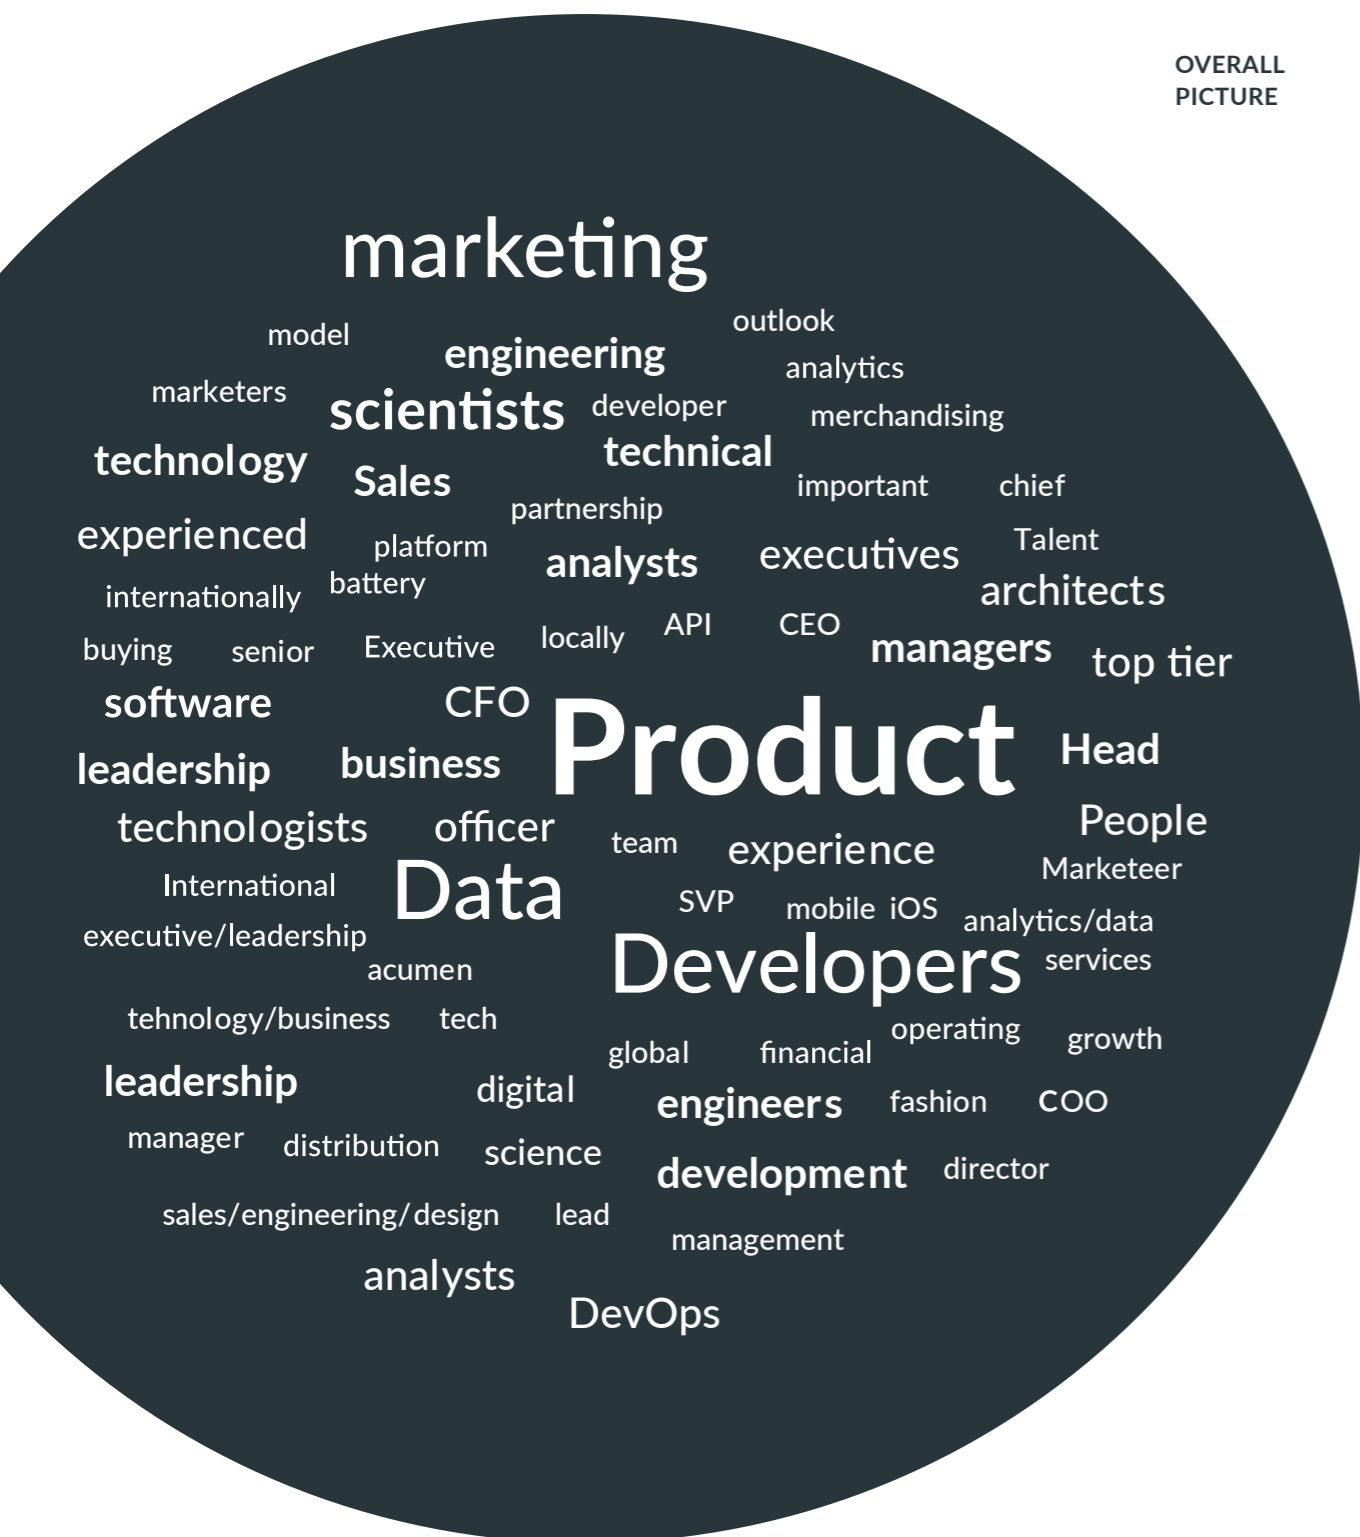 OVERALL
PICTURE
marketing
outlook
model
engineering
analytics
marketers
scientists
developer
merchandising
technology
technical
Sales
important
chief
partnership
experienced
platform
analysts
executives
Talent
internationally
battery
architects
buying
senior
Executive
locally
API
CEO
managers
top tier
software
CFO
Product
Head
leadership
business
technologists
officer
team
experience
People
Marketeer
International
Data
SVP
mobile
iOS
analytics/data
executive/leadership
acumen
Developers
services
tehnology/business
tech
global
financial
operating
growth
leadership
digital
engineers
fashion
COO
manager
distribution
science
development
director
sales/engineering/design
lead
management
analysts
DevOps